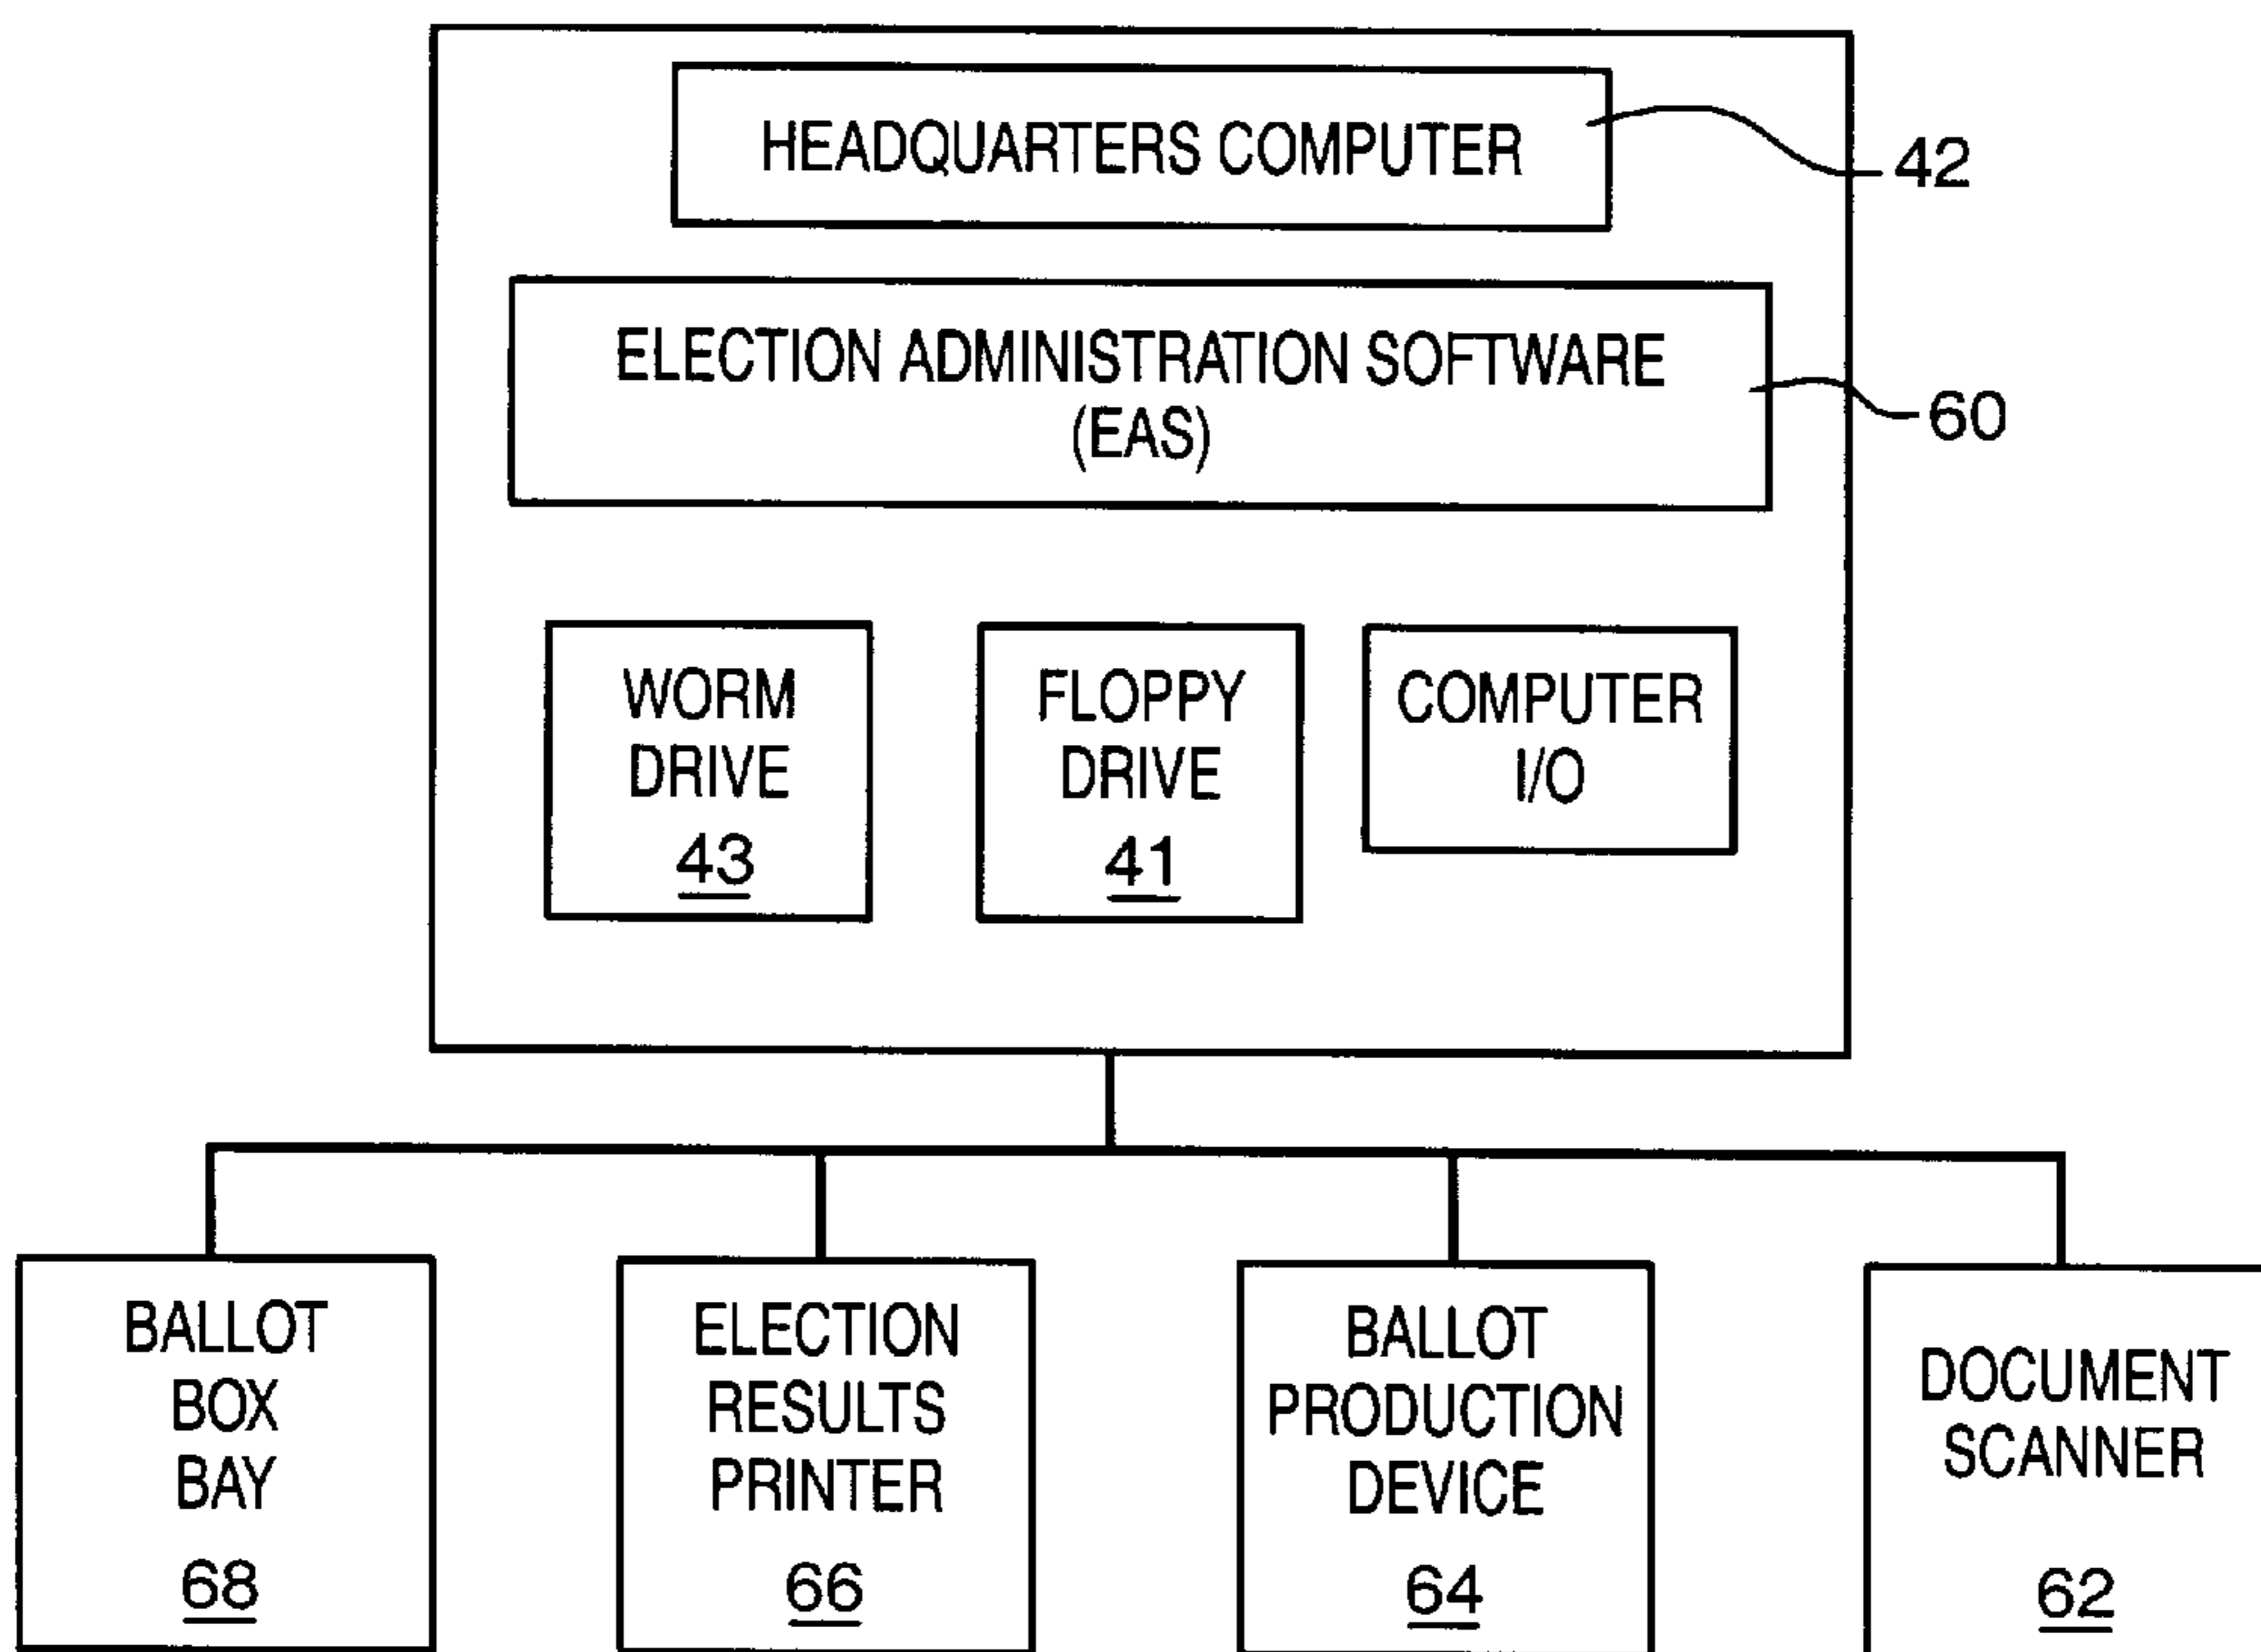 HEADQUARTERS COMPUTER
42
ELECTION ADMINISTRATION SOFTWARE
(EAS)
60
WORM
DRIVE
43
FLOPPY
DRIVE
41
COMPUTER
I/O
BALLOT
BOX
BAY
68
ELECTION
RESULTS
PRINTER
66
BALLOT
PRODUCTION
DEVICE
64
DOCUMENT
SCANNER
62